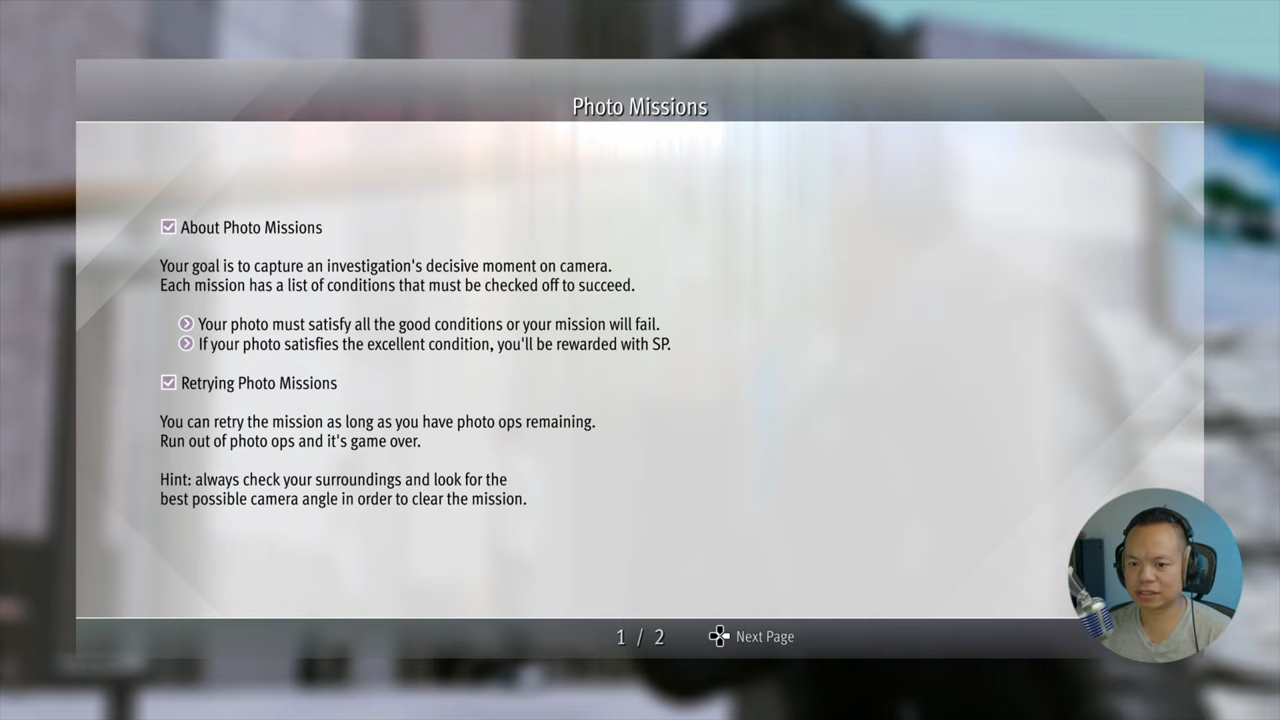 Photo Missions
About Photo Missions
Your goal is to capture an investigation's decisive moment on camera.
Each mission has a list of conditions that must be checked off to succeed.
Your photo must satisfy all the good conditions or your mission will fail.
If your photo satisfies the excellent condition, you'll be rewarded with SP.
Retrying Photo Missions
You can retry the mission as long as you have photo ops remaining.
Run out of photo ops and it's game over.
Hint: always check your surroundings and look for the
best possible camera angle in order to clear the mission.
1 / 2 Next Page